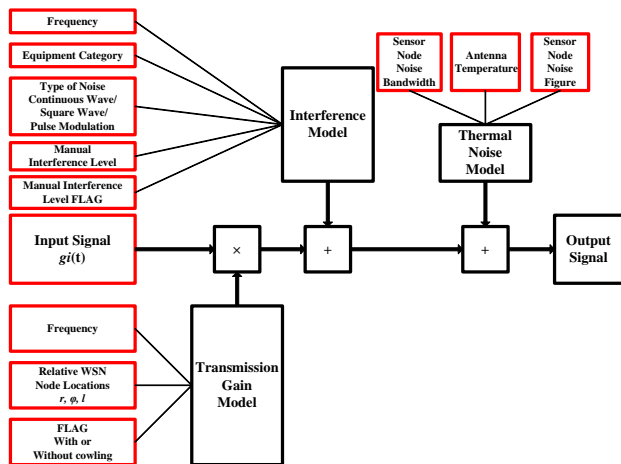 Frequency
Equipment Category
Type of Noise
Continuous Wave/
Square Wave/
Pulse Modulation
Manual
Interference Level
Manual Interference
Level FLAG
Interference
Model
Sensor
Node
Noise
Bandwidth
Antenna
Temperature
Sensor
Node
Noise
Figure
Thermal
Noise
Model
Input Signal
gi(t)
×
+
+
Output
Signal
Frequency
Relative WSN
Node Locations
r, φ, l
FLAG
With or
Without cowling
Transmission
Gain
Model